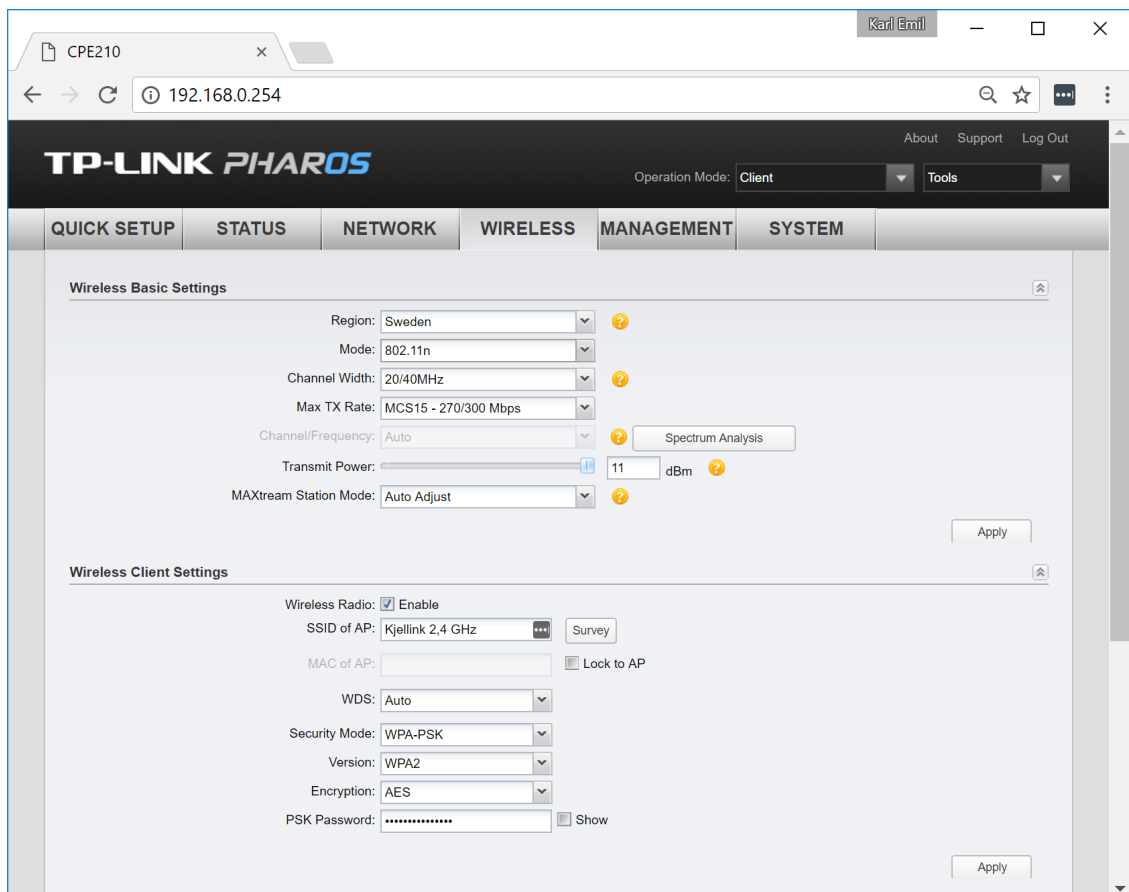 Karl Emil
CPE210
192.168.0.254
About Support Log Out
TP-LINK PHAROS
Operation Mode: Client Tools
QUICK SETUP STATUS NETWORK WIRELESS MANAGEMENT SYSTEM
Wireless Basic Settings
Region: Sweden ?
Mode: 802.11n
Channel Width: 20/40MHz ?
Max TX Rate: MCS15 - 270/300 Mbps
Channel/Frequency: Auto ? Spectrum Analysis
Transmit Power: 11 dBm ?
MAXtream Station Mode: Auto Adjust ?
Apply
Wireless Client Settings
Wireless Radio: Enable
SSID of AP: Kjellink 2,4 GHz Survey
MAC of AP: Lock to AP
WDS: Auto
Security Mode: WPA-PSK
Version: WPA2
Encryption: AES
PSK Password: ••••••••••••••• Show
Apply